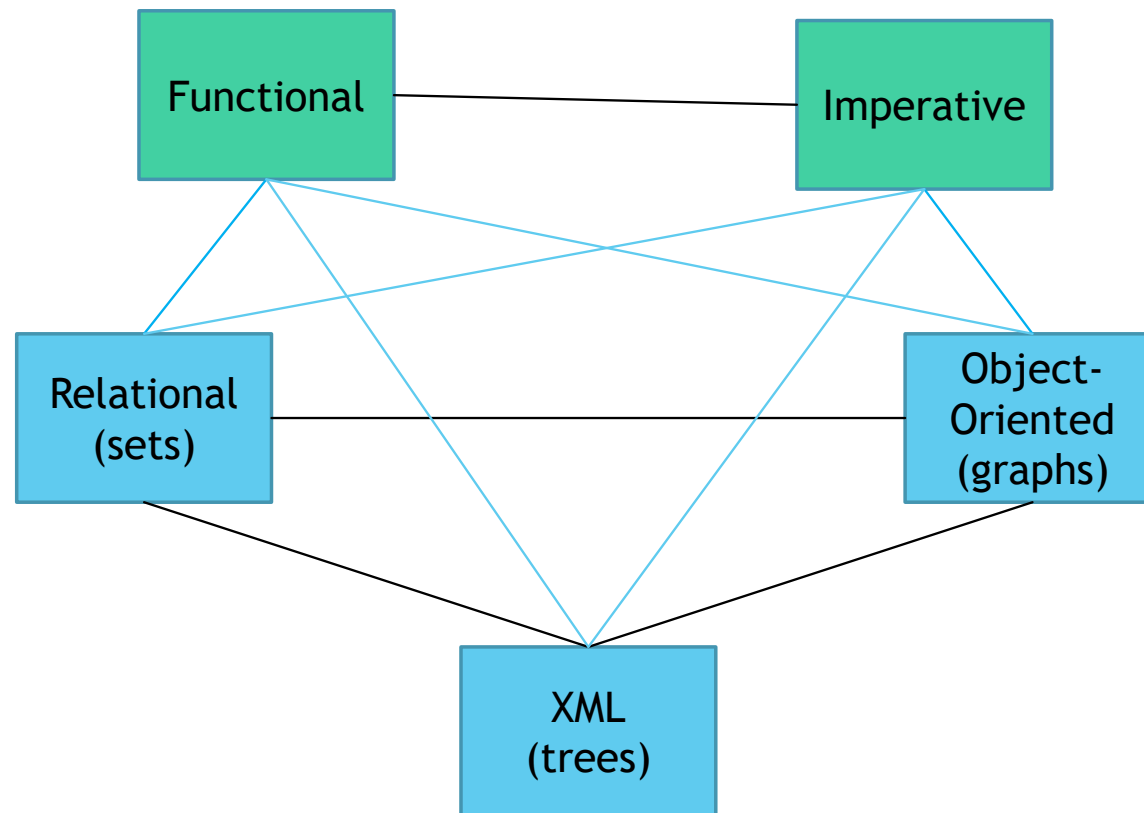 Functional
Imperative
Relational
(sets)
Object-
Oriented
(graphs)
XML
(trees)